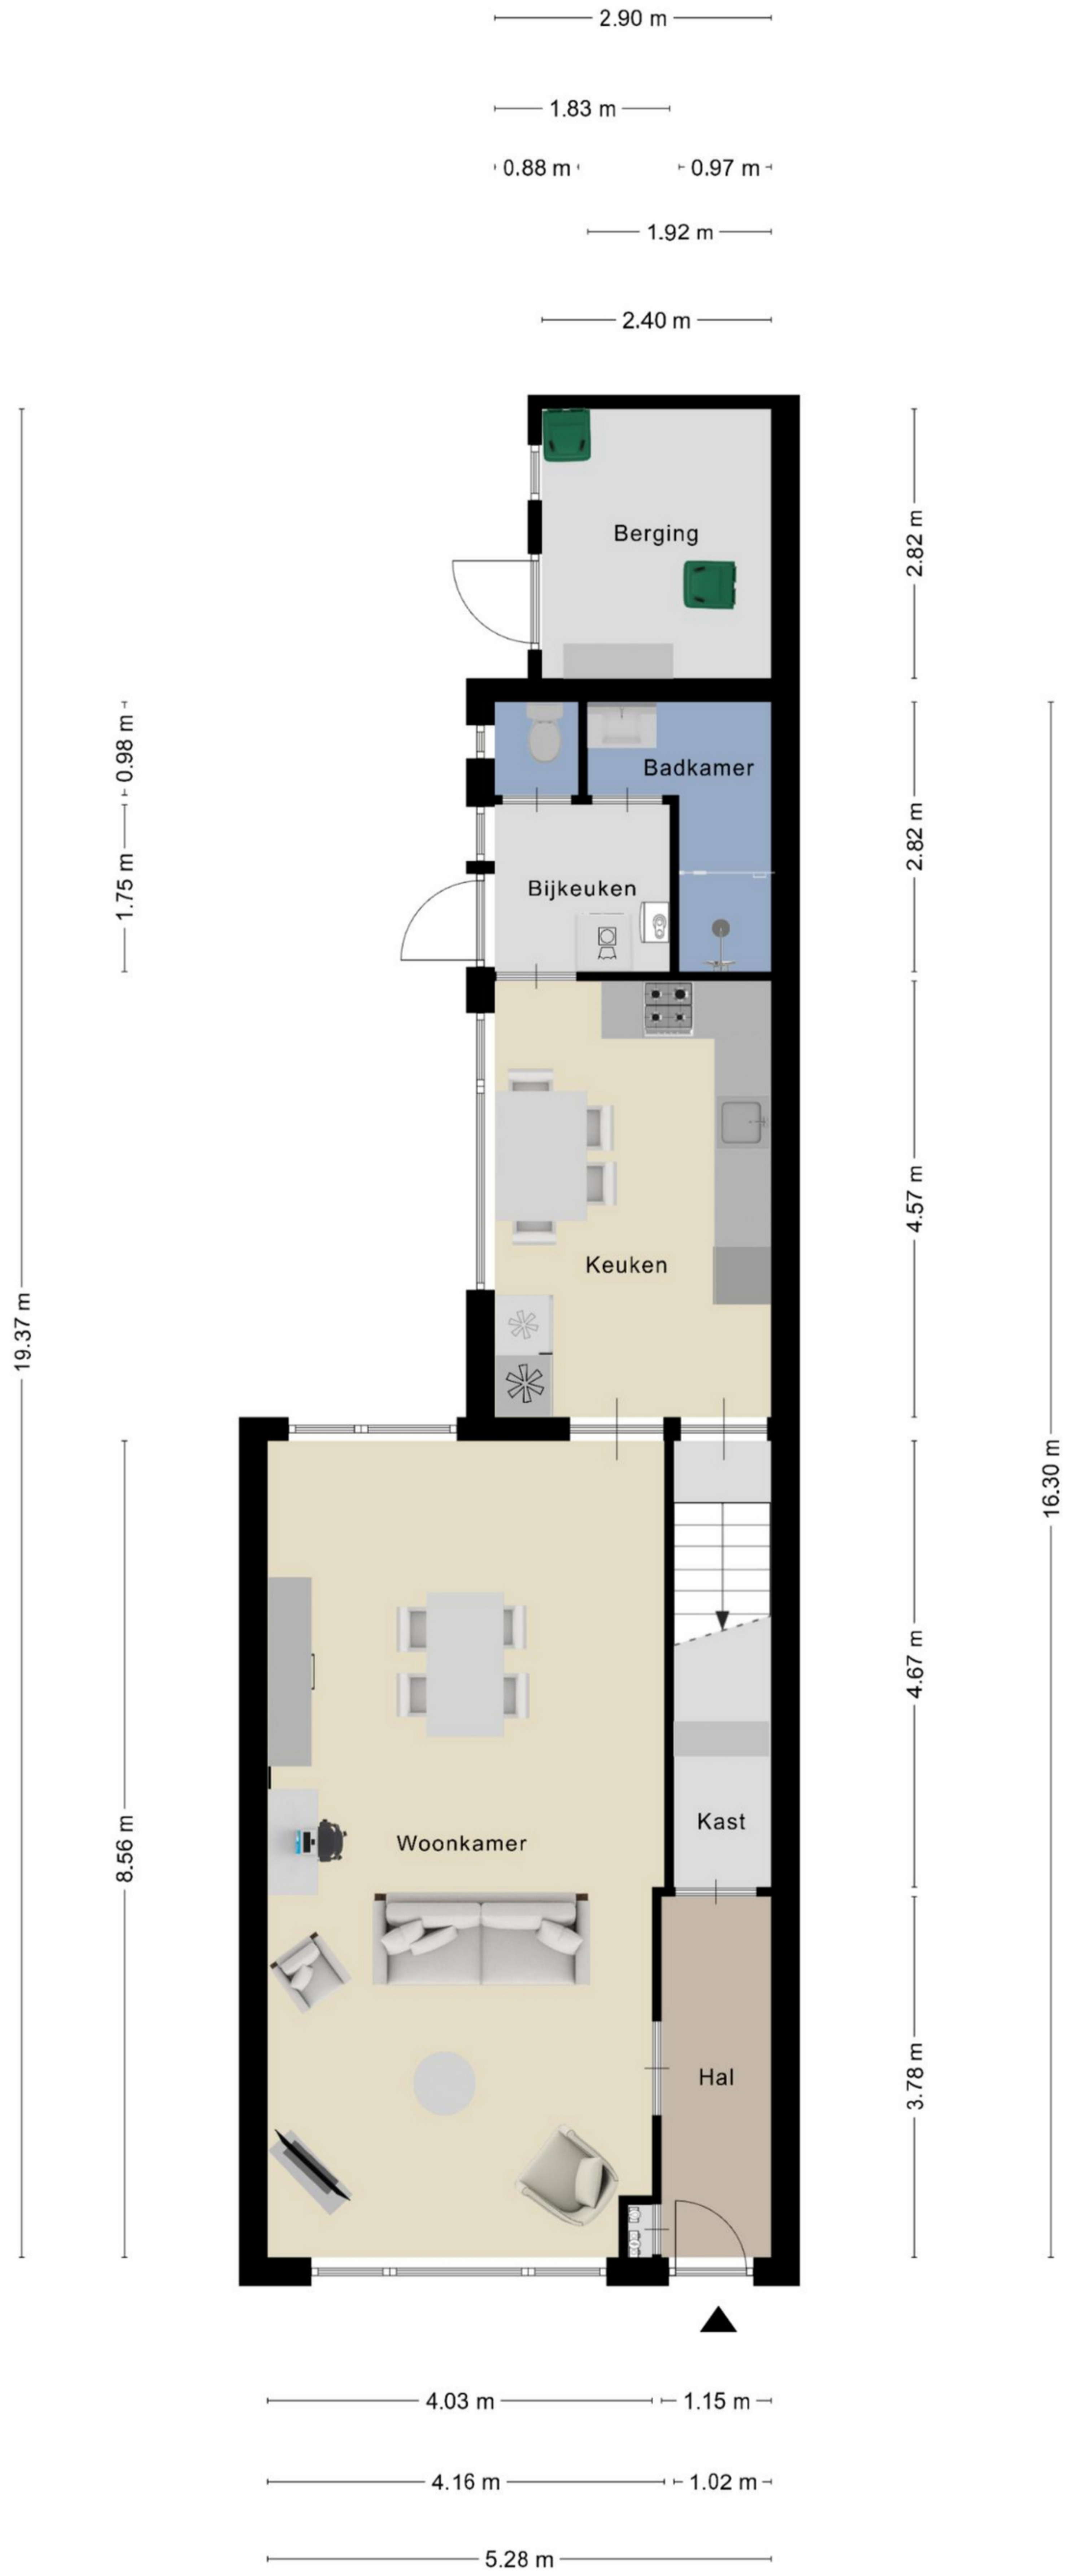 2.90 m
1.83 m
0.88 m
0.97 m
1.92 m
2.40 m
Berging
2.82 m
0.98 m
Badkamer
2.82 m
1.75 m
Bijkeuken
4.57 m
Keuken
19.37 m
16.30 m
4.67 m
Kast
8.56 m
Woonkamer
Hal
3.78 m
4.03 m
1.15 m
4.16 m
1.02 m
5.28 m